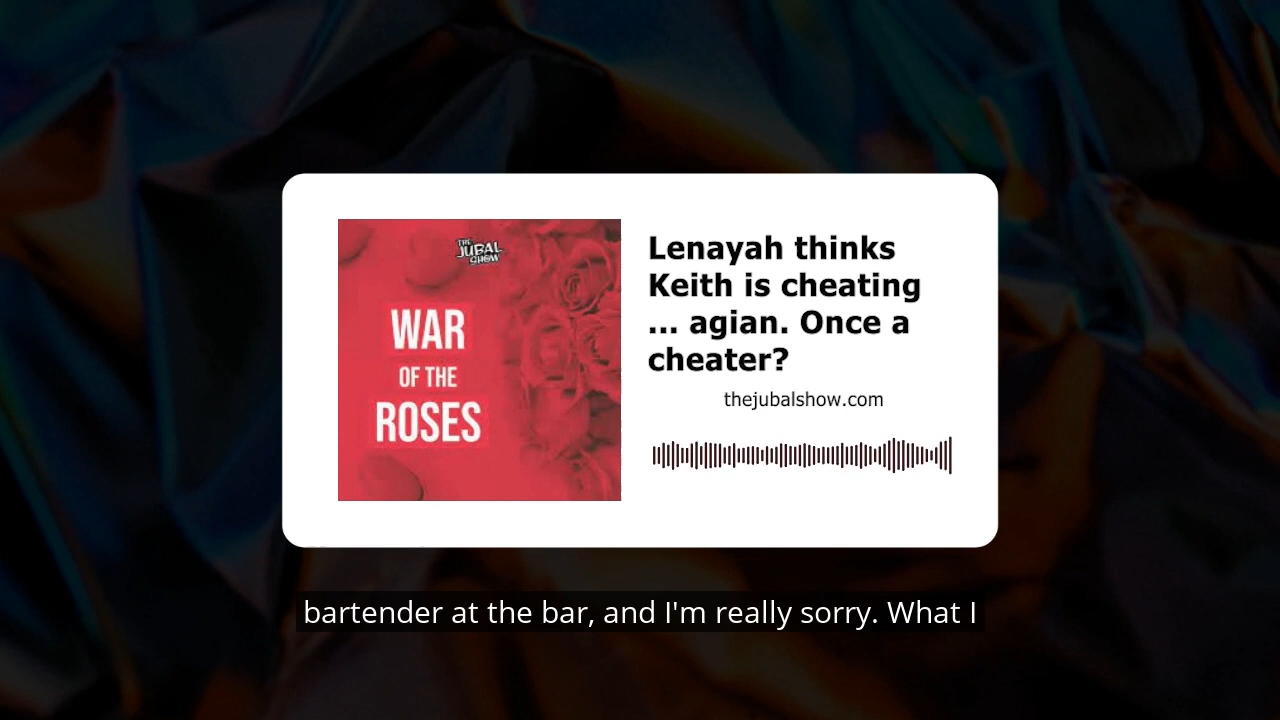 THE
JUBAL
SHOW
WAR
OF THE
ROSES
Lenayah thinks
Keith is cheating
... agian. Once a
cheater?
thejubalshow.com
bartender at the bar, and I'm really sorry. What I